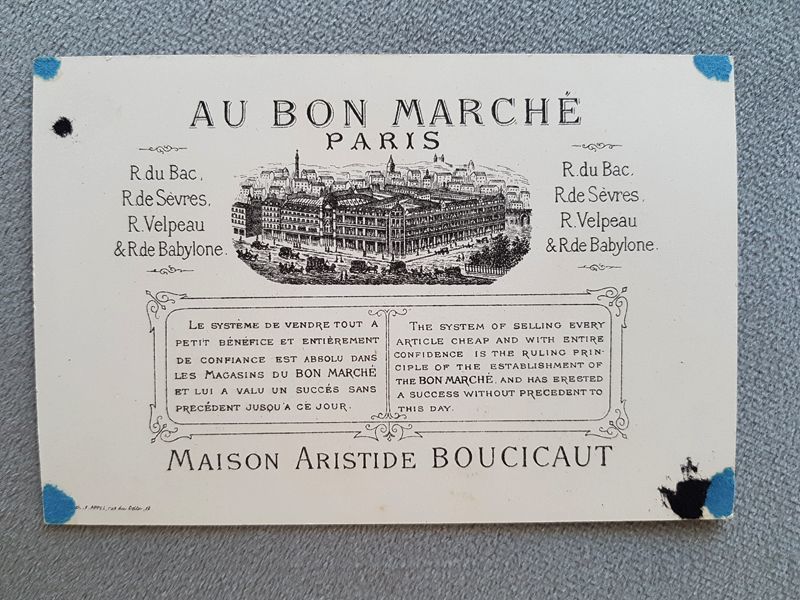 AU BON MARCHÉ
PARIS
R. du Bac,
R. de Sèvres,
R. Velpeau
& R. de Babylone.
R. du Bac,
R. de Sèvres,
R. Velpeau
& R. de Babylone.
LE SYSTÈME DE VENDRE TOUT A
PETIT BÉNÉFICE ET ENTIÈREMENT
DE CONFIANCE EST ABSOLU DANS
LES MAGASINS DU BON MARCHÉ
ET LUI A VALU UN SUCCÉS SANS
PRÉCÉDENT JUSQU'A CE JOUR.
THE SYSTEM OF SELLING EVERY
ARTICLE CHEAP AND WITH ENTIRE
CONFIDENCE IS THE RULING PRIN-
CIPLE OF THE ESTABLISHMENT OF
THE BON MARCHÉ, AND HAS ERESTED
A SUCCESS WITHOUT PRECEDENT TO
THIS DAY.
MAISON ARISTIDE BOUCICAUT